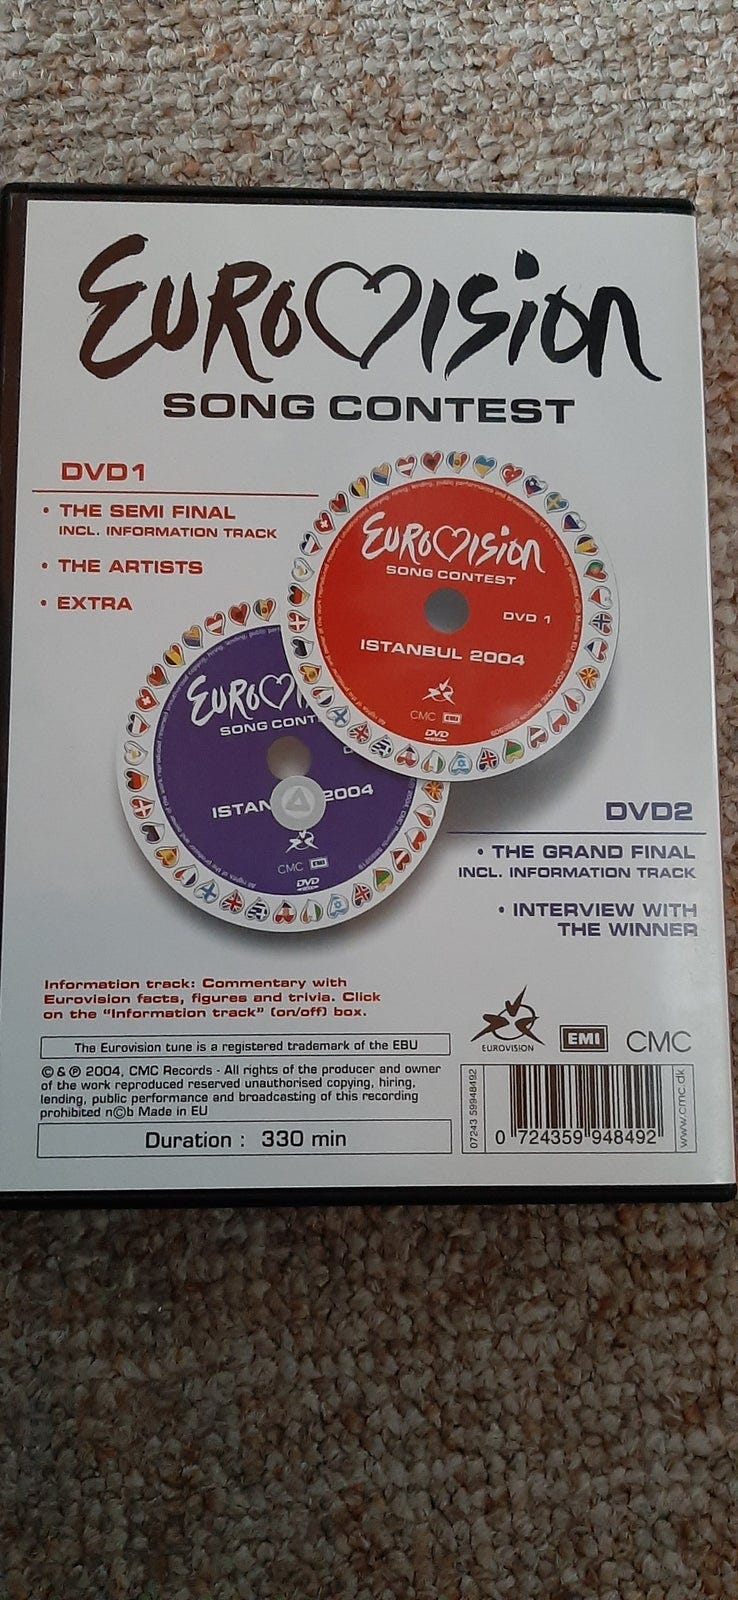 EUROVISION
SONG CONTEST
DVD1
• THE SEMI FINAL
INCL. INFORMATION TRACK
• THE ARTISTS
• EXTRA
EUROVISION
SONG CONTEST
DVD 1
ISTANBUL 2004
CMC EMI
DVD
EUROVI
SONG CONT
ISTAN 2004
CMC EMI
DVD
DVD2
• THE GRAND FINAL
INCL. INFORMATION TRACK
• INTERVIEW WITH
THE WINNER
Information track: Commentary with
Eurovision facts, figures and trivia. Click
on the "Information track" (on/off) box.
The Eurovision tune is a registered trademark of the EBU
© & ℗ 2004, CMC Records - All rights of the producer and owner
of the work reproduced reserved unauthorised copying, hiring,
lending, public performance and broadcasting of this recording
prohibited n©b Made in EU
Duration : 330 min
EUROVISION
EMI
CMC
07243 59948492
0 724359 948492
www.cmc.dk